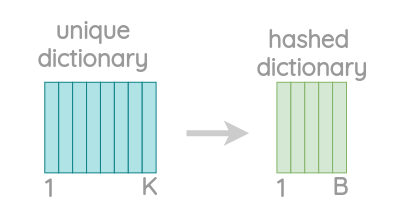 unique
dictionary
hashed
dictionary
1 K
1 B